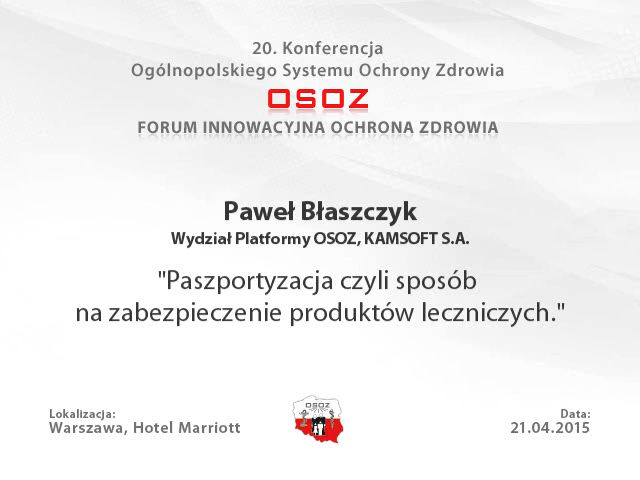 20. Konferencja
Ogólnopolskiego Systemu Ochrony Zdrowia
OSOZ
FORUM INNOWACYJNA OCHRONA ZDROWIA
Paweł Błaszczyk
Wydział Platformy OSOZ, KAMSOFT S.A.
"Paszportyzacja czyli sposób
na zabezpieczenie produktów leczniczych."
OSOZ
Lokalizacja:
Warszawa, Hotel Marriott
Data:
21.04.2015